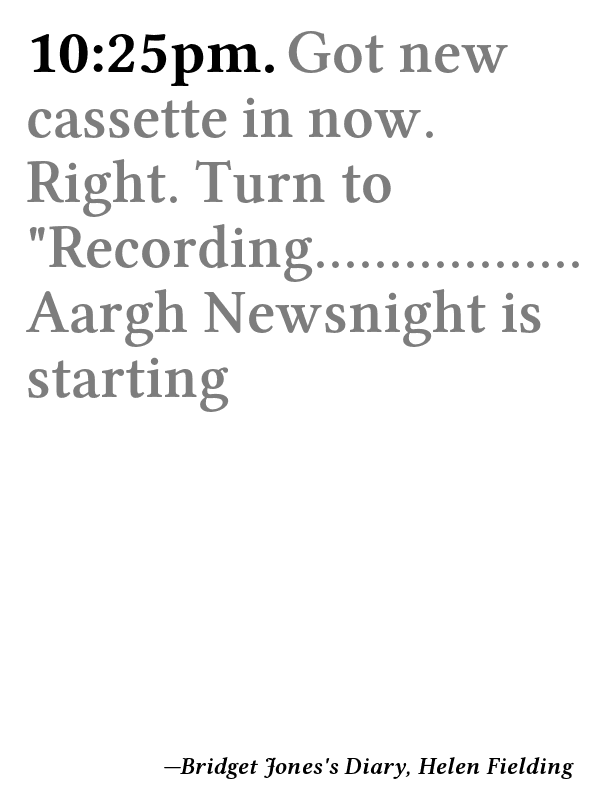 10:25pm. Got new
cassette in now.
Right. Turn to
"Recording..................
Aargh Newsnight is
starting
—Bridget Jones's Diary, Helen Fielding